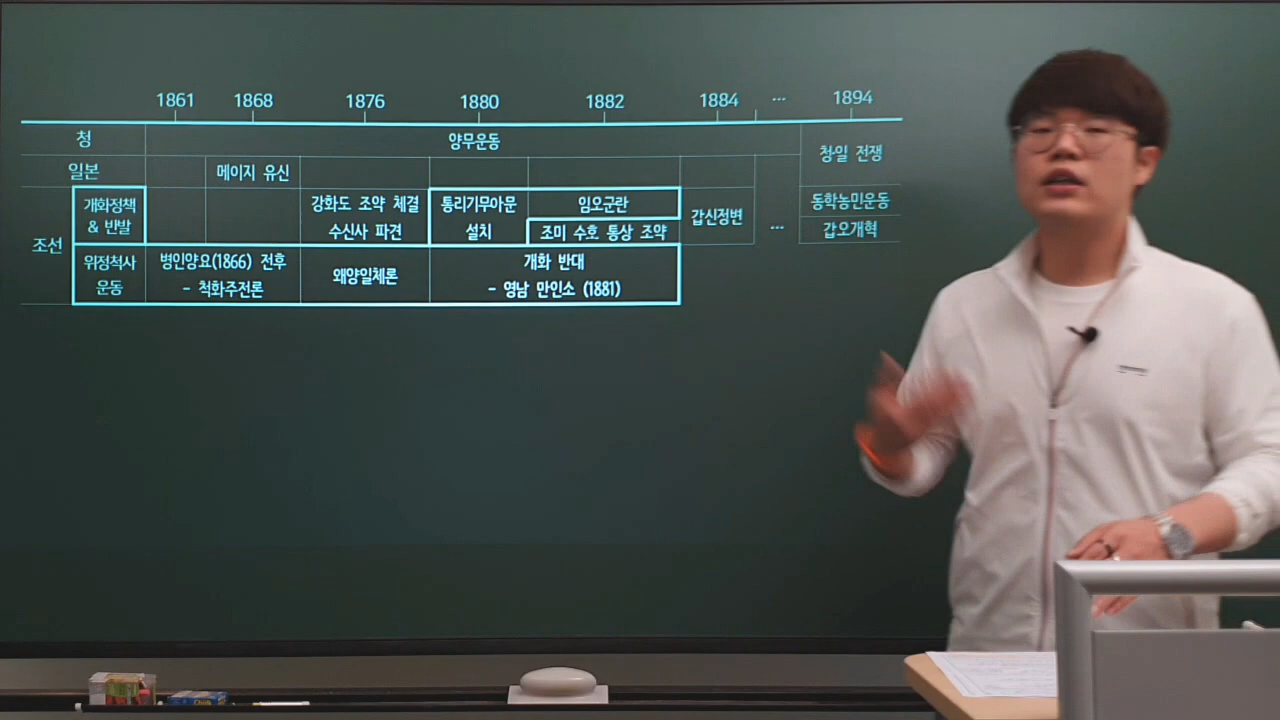 1861 1868 1876 1880 1882 1884 ... 1894
청 양무운동 청·일 전쟁
일본 메이지 유신
조선
개화정책 & 반발
강화도 조약 체결
수신사 파견
통리기무아문
설치
임오군란
조미 수호 통상 조약
갑신정변
...
동학농민운동
갑오개혁
위정척사
운동
병인양요(1866) 전후
- 척화주전론
왜양일체론
개화 반대
- 영남 만인소 (1881)